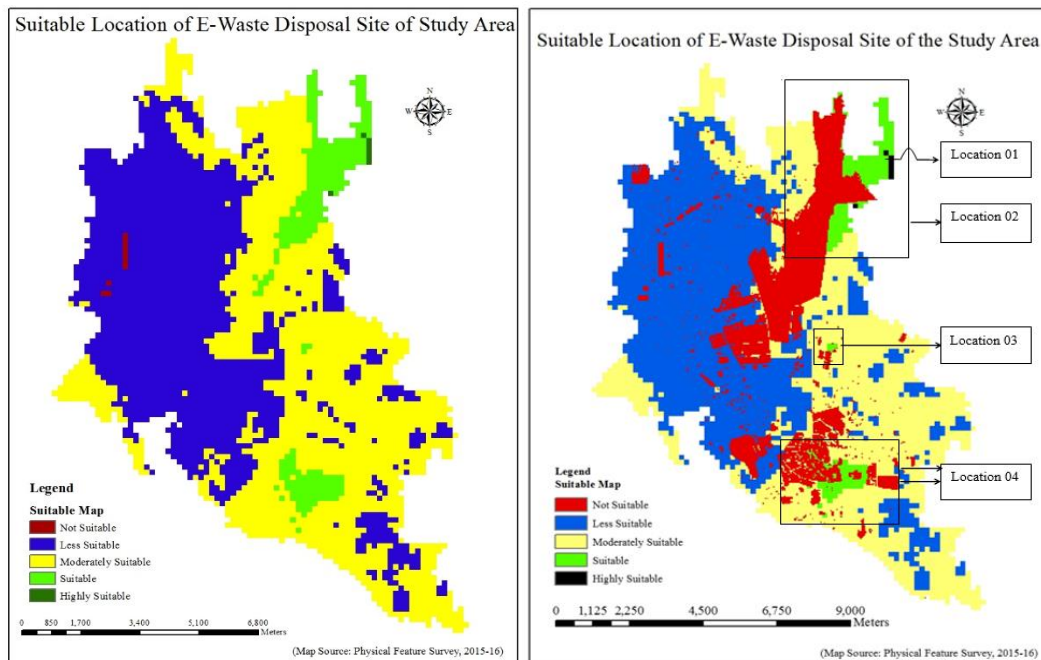 Suitable Location of E-Waste Disposal Site of Study Area
N
W
E
S
Legend
Suitable Map
Not Suitable
Less Suitable
Moderately Suitable
Suitable
Highly Suitable
0 850 1,700 3,400 5,100 6,800
Meters
(Map Source: Physical Feature Survey, 2015-16)
Suitable Location of E-Waste Disposal Site of the Study Area
N
W
E
S
Location 01
Location 02
Location 03
Location 04
Legend
Suitable Map
Not Suitable
Less Suitable
Moderately Suitable
Suitable
Highly Suitable
0 1,125 2,250 4,500 6,750 9,000
Meters
(Map Source: Physical Feature Survey, 2015-16)